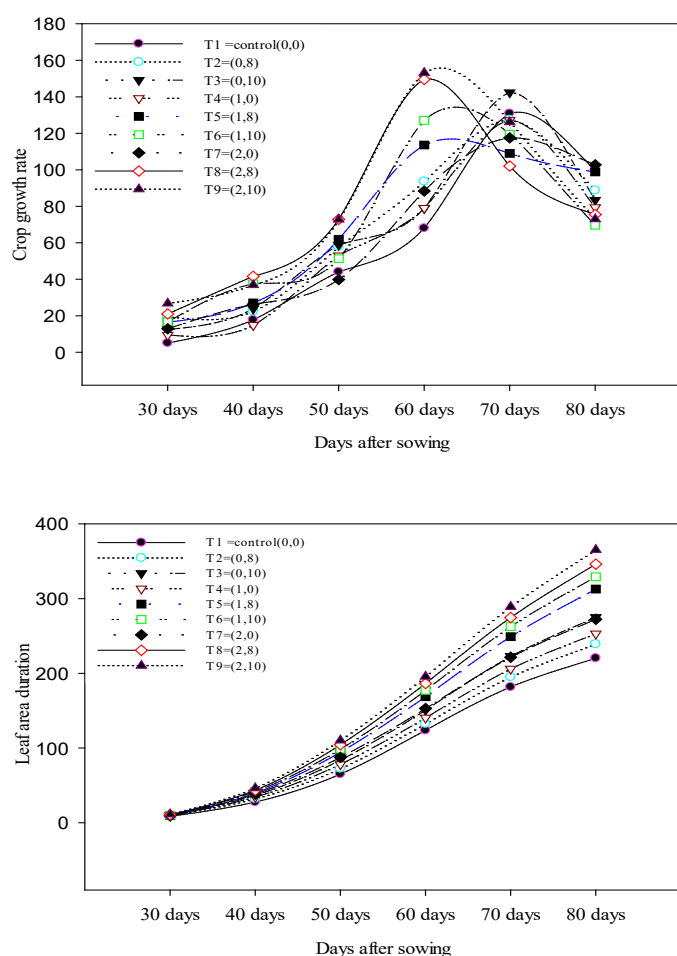 180
160
140
120
100
80
60
40
20
0
Crop growth rate
T1 =control(0,0)
T2=(0,8)
T3=(0,10)
T4=(1,0)
T5=(1,8)
T6=(1,10)
T7=(2,0)
T8=(2,8)
T9=(2,10)
30 days 40 days 50 days 60 days 70 days 80 days
Days after sowing
400
300
200
100
0
Leaf area duration
T1 =control(0,0)
T2=(0,8)
T3=(0,10)
T4=(1,0)
T5=(1,8)
T6=(1,10)
T7=(2,0)
T8=(2,8)
T9=(2,10)
30 days 40 days 50 days 60 days 70 days 80 days
Days after sowing